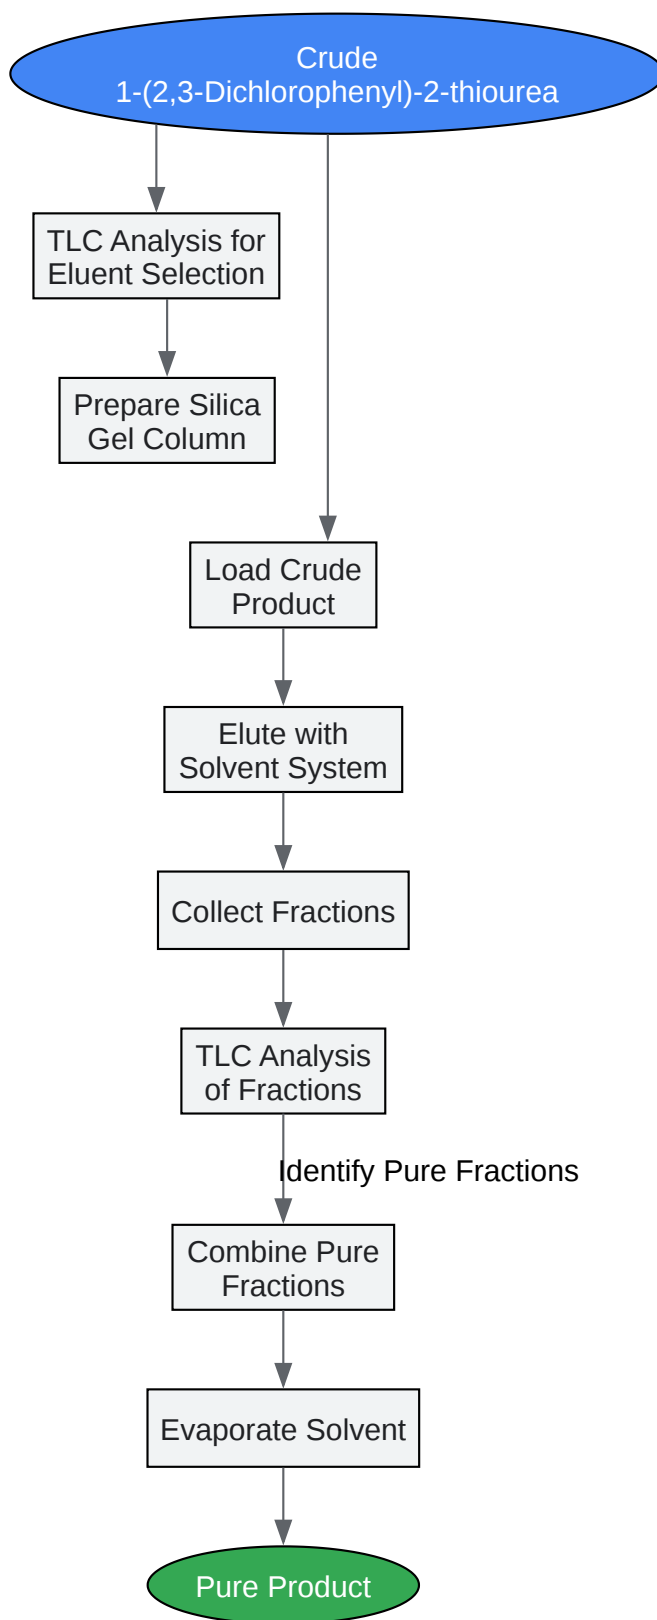 Crude
1-(2,3-Dichlorophenyl)-2-thiourea
TLC Analysis for
Eluent Selection
Prepare Silica
Gel Column
Load Crude
Product
Elute with
Solvent System
Collect Fractions
TLC Analysis
of Fractions
Identify Pure Fractions
Combine Pure
Fractions
Evaporate Solvent
Pure Product